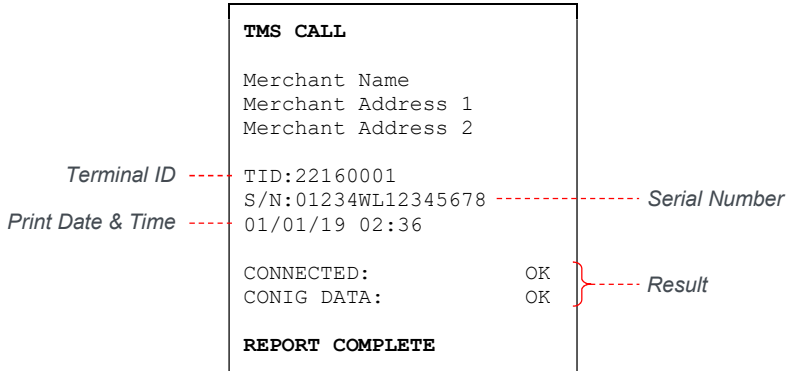 TMS CALL
Merchant Name
Merchant Address 1
Merchant Address 2
Terminal ID TID:22160001
S/N:01234WL12345678 Serial Number
Print Date & Time 01/01/19 02:36
CONNECTED: OK
Result
CONIG DATA: OK
REPORT COMPLETE